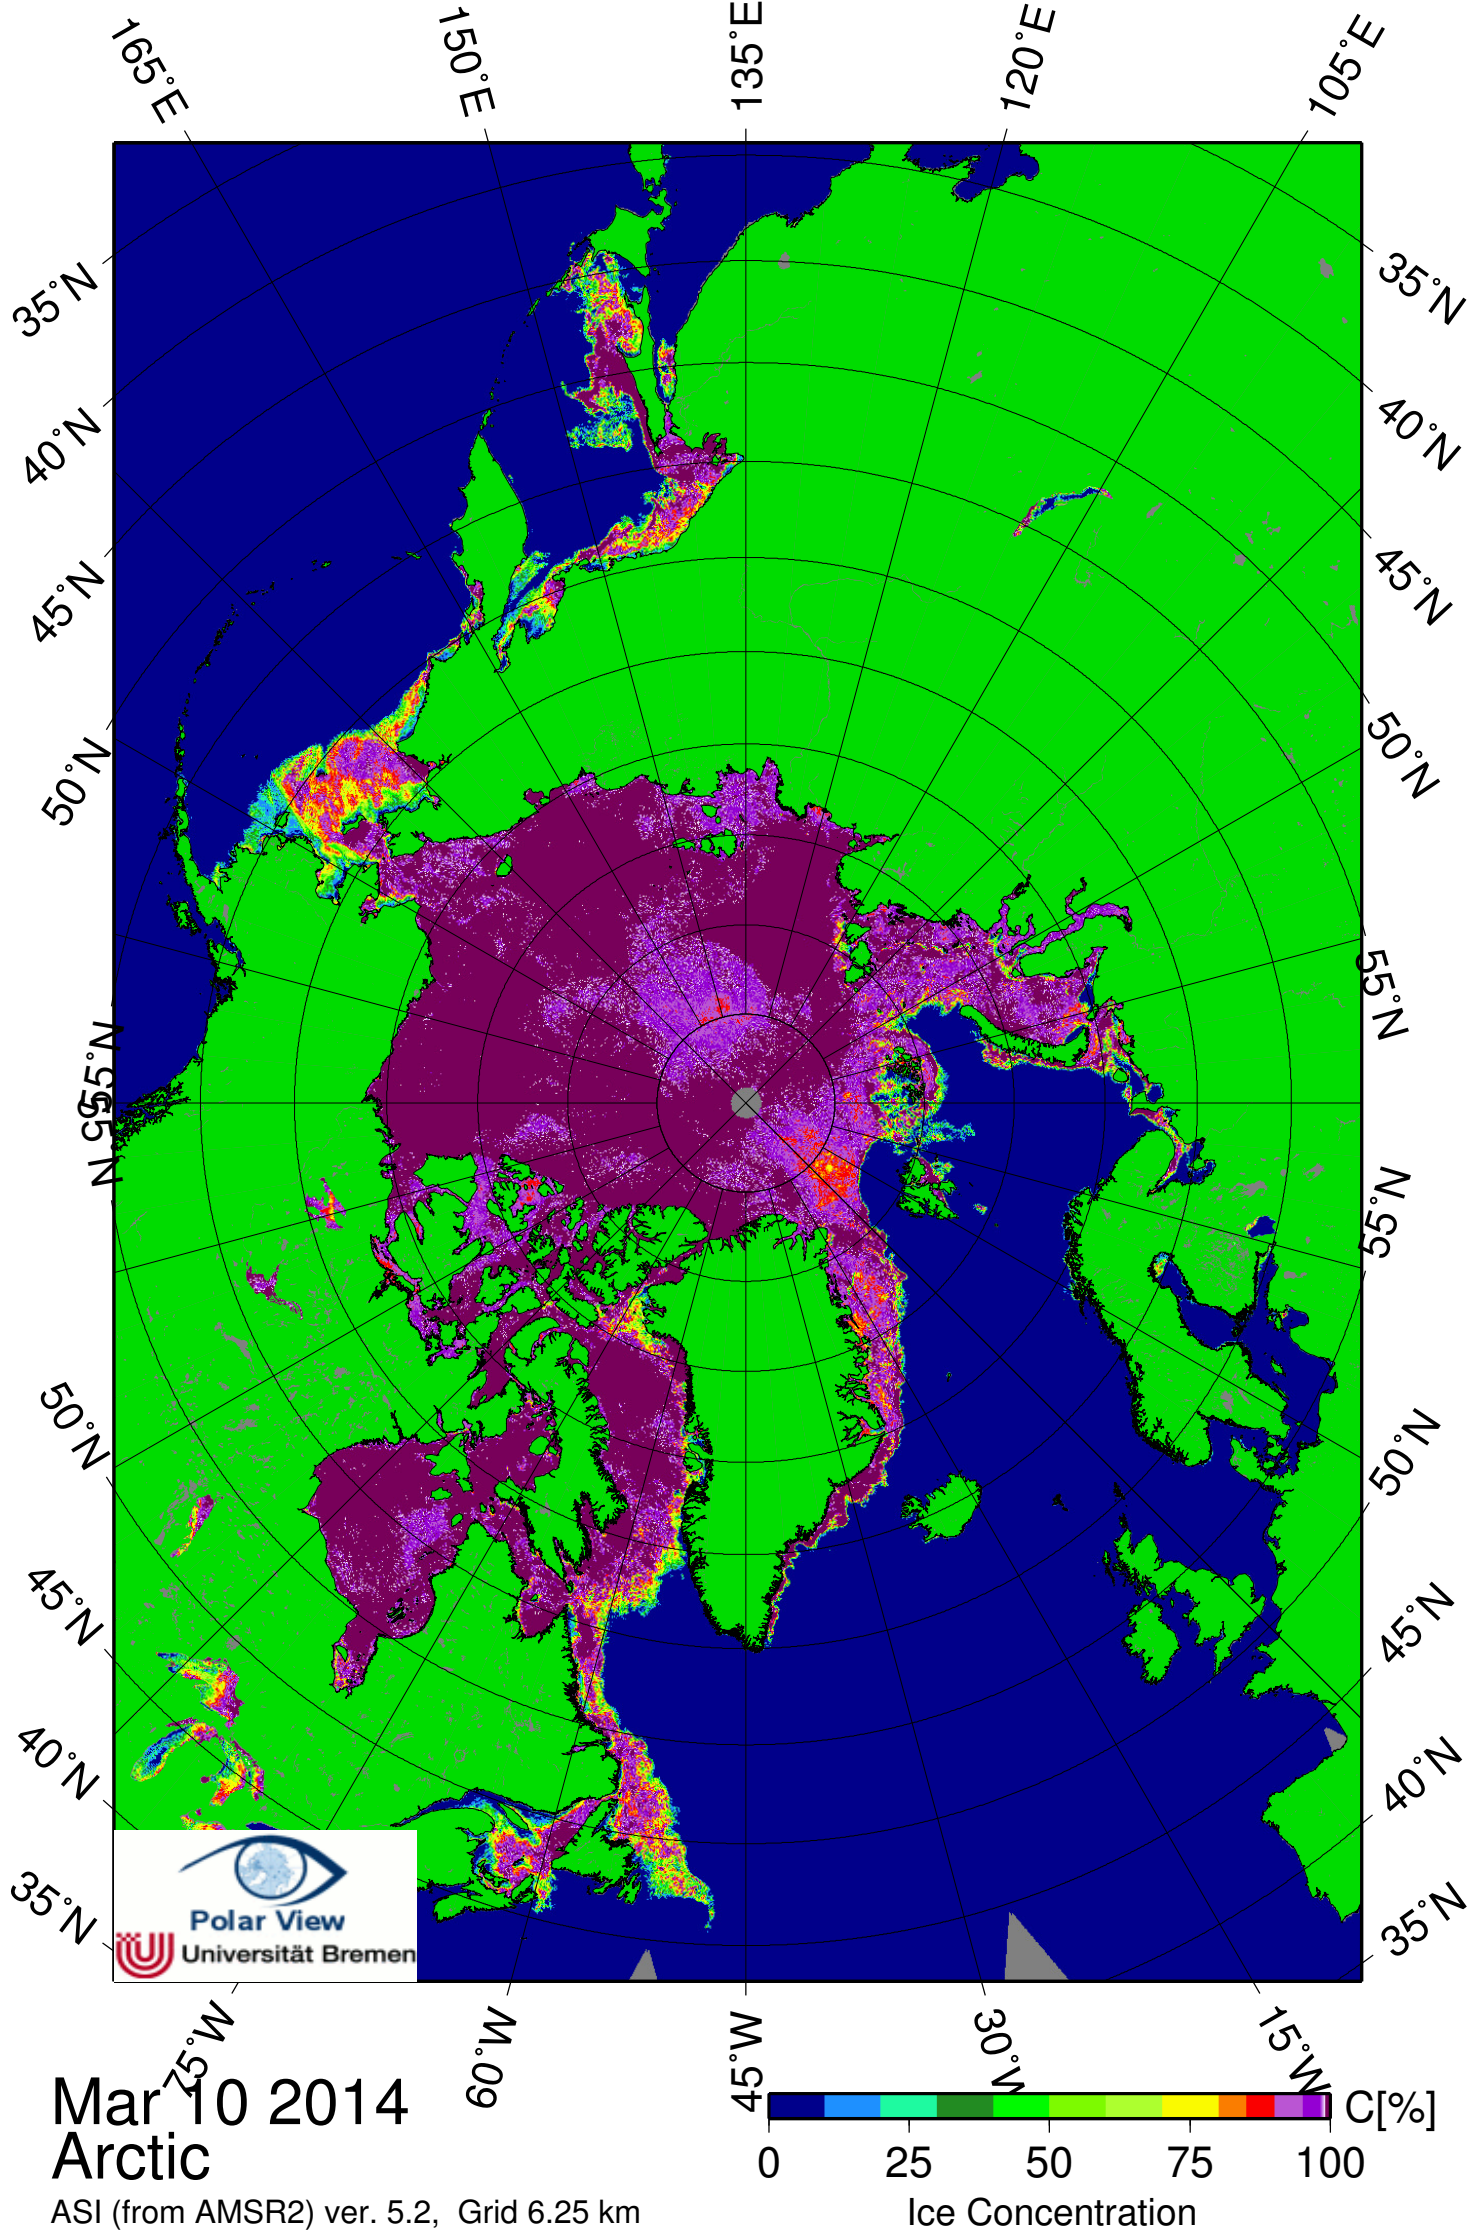 165°E 150°E 135°E 120°E 105°E
35°N 35°N
40°N 40°N
45°N 45°N
50°N 50°N
55°N 55°N
55°N 55°N
50°N 50°N
45°N 45°N
40°N 40°N
35°N 35°N
Polar View
Universität Bremen
75°W 60°W 45°W 30°W 15°W
Mar 10 2014
Arctic
ASI (from AMSR2) ver. 5.2, Grid 6.25 km
C[%]
0 25 50 75 100
Ice Concentration